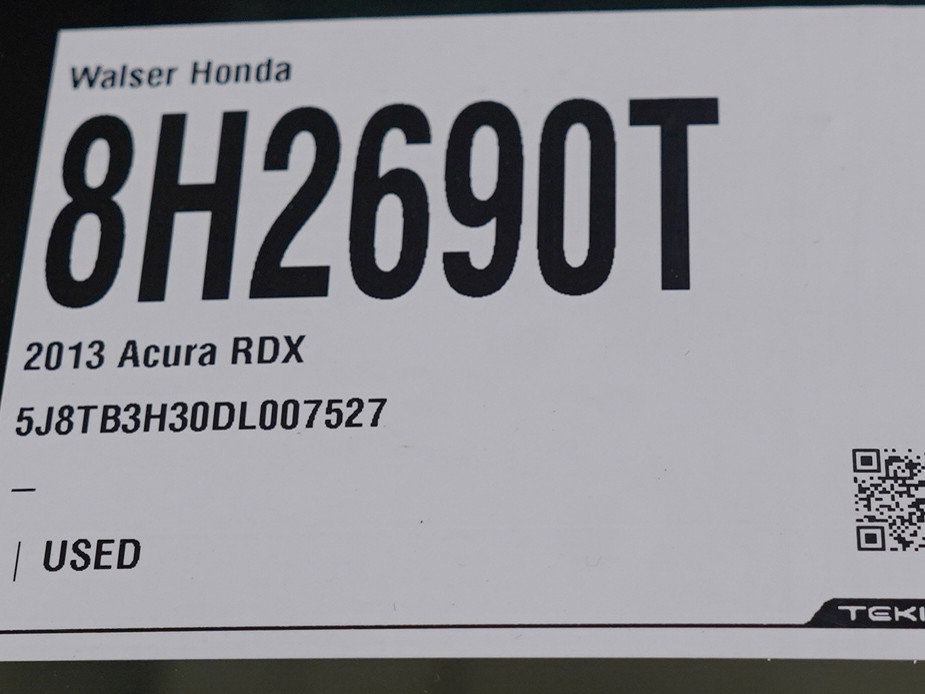 Walser Honda
8H2690T
2013 Acura RDX
5J8TB3H30DL007527
–
| USED